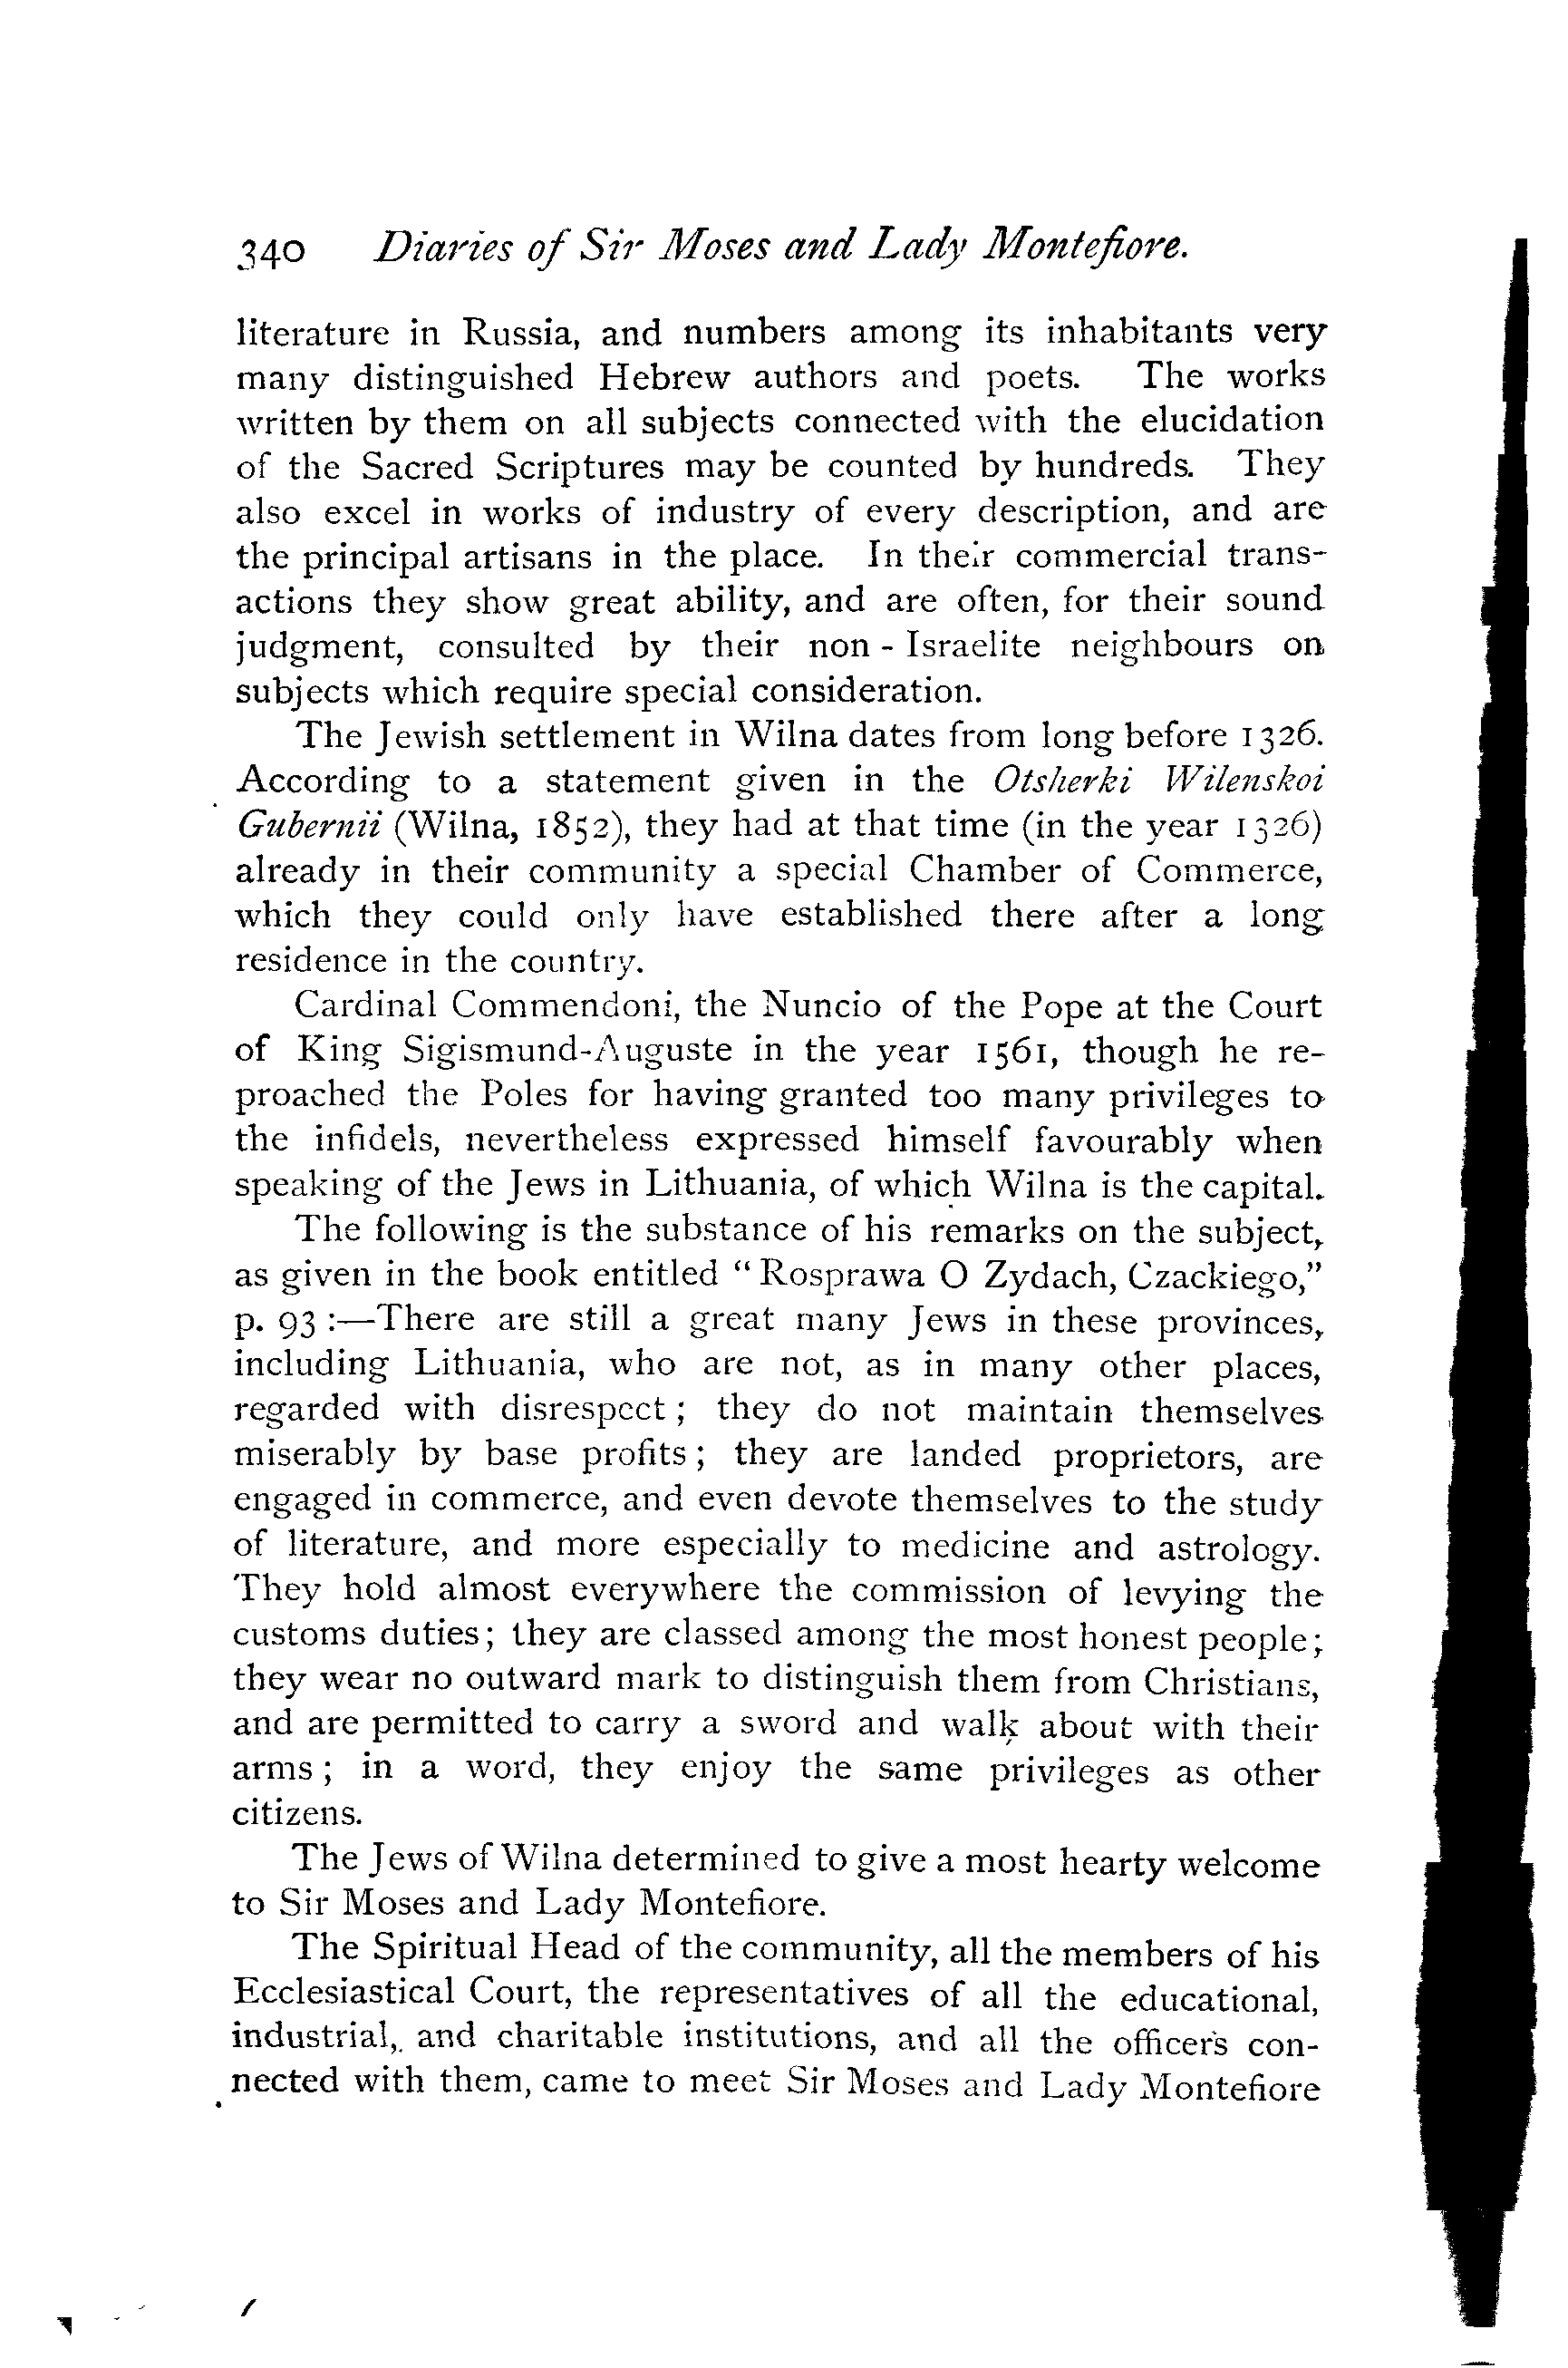 340 Diaries of Sir Moses and Lady Montefiore.
literature in Russia, and numbers among its inhabitants very
many distinguished Hebrew authors and poets. The works
written by them on all subjects connected with the elucidation
of the Sacred Scriptures may be counted by hundreds. They
also excel in works of industry of every description, and are
the principal artisans in the place. In their commercial trans-
actions they show great ability, and are often, for their sound
judgment, consulted by their non - Israelite neighbours on
subjects which require special consideration.
The Jewish settlement in Wilna dates from long before 1326.
According to a statement given in the Otsherki Wilenskoi
Gubernii (Wilna, 1852), they had at that time (in the year 1326)
already in their community a special Chamber of Commerce,
which they could only have established there after a long
residence in the country.
Cardinal Commendoni, the Nuncio of the Pope at the Court
of King Sigismund-Auguste in the year 1561, though he re-
proached the Poles for having granted too many privileges to
the infidels, nevertheless expressed himself favourably when
speaking of the Jews in Lithuania, of which Wilna is the capital.
The following is the substance of his remarks on the subject,
as given in the book entitled “Rosprawa O Zydach, Czackiego,”
p. 93 :—There are still a great many Jews in these provinces,
including Lithuania, who are not, as in many other places,
regarded with disrespect ; they do not maintain themselves
miserably by base profits ; they are landed proprietors, are
engaged in commerce, and even devote themselves to the study
of literature, and more especially to medicine and astrology.
They hold almost everywhere the commission of levying the
customs duties; they are classed among the most honest people;
they wear no outward mark to distinguish them from Christians,
and are permitted to carry a sword and walk about with their
arms ; in a word, they enjoy the same privileges as other
citizens.
The Jews of Wilna determined to give a most hearty welcome
to Sir Moses and Lady Montefiore.
The Spiritual Head of the community, all the members of his
Ecclesiastical Court, the representatives of all the educational,
industrial, and charitable institutions, and all the officers con-
nected with them, came to meet Sir Moses and Lady Montefiore